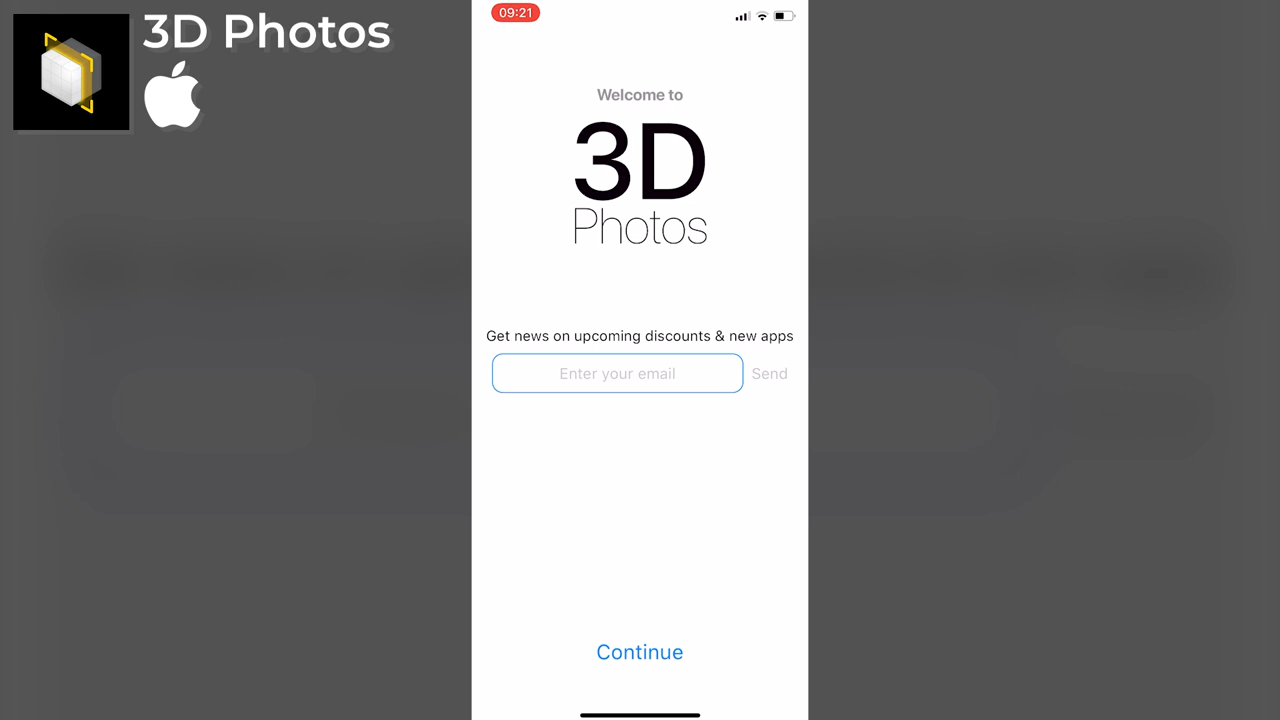 3D Photos
09:21
Welcome to
3D
Photos
Get news on upcoming discounts & new apps
Enter your email
Send
Continue